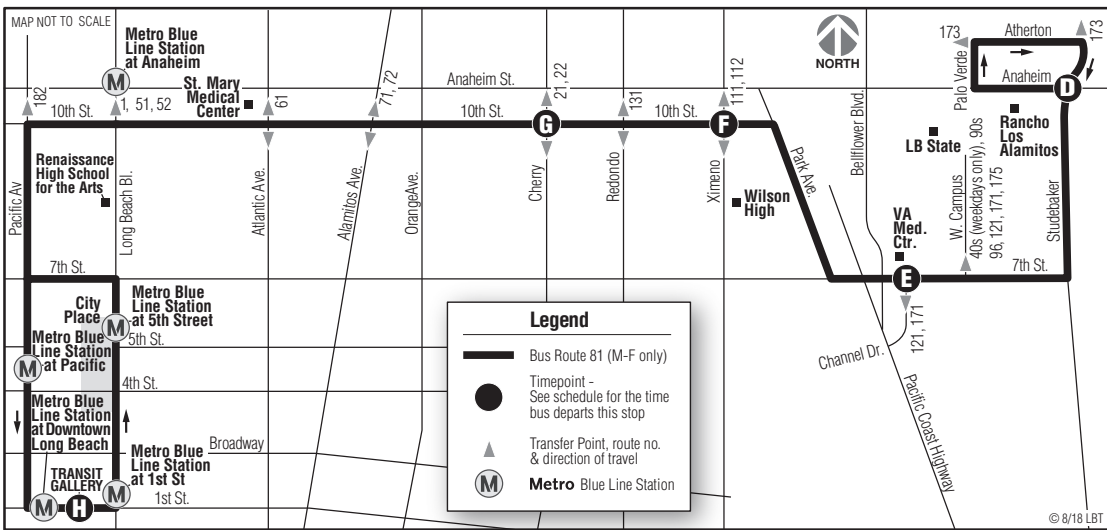 MAP NOT TO SCALE
Metro Blue
Line Station
at Anaheim
M
182
1, 51, 52
St. Mary
Medical
Center
61
71, 72
Anaheim St.
21, 22
131
111, 112
NORTH
173
Atherton
173
Palo Verde
Anaheim
D
10th St.
10th St.
G
10th St.
F
Rancho
Los
Alamitos
LB State
Renaissance
High School
for the Arts
Pacific Av
Long Beach Bl.
Atlantic Ave.
Alamitos Ave.
OrangeAve.
Cherry
Redondo
Ximeno
Wilson
High
Park Ave.
Bellflower Blvd.
VA
Med.
Ctr.
W. Campus
40s (weekdays only), 90s
96, 121, 171, 175
Studebaker
7th St.
E
7th St.
121, 171
Channel Dr.
Pacific Coast Highway
City
Place
M
Metro Blue
Line Station
at 5th Street
5th St.
Metro Blue
Line Station
at Pacific
M
4th St.
Metro Blue
Line Station
at Downtown
Long Beach
Broadway
Metro Blue
Line Station
at 1st St
TRANSIT
GALLERY
M
H
M
1st St.
Legend
Bus Route 81 (M-F only)
Timepoint -
See schedule for the time
bus departs this stop
Transfer Point, route no.
& direction of travel
M
Metro Blue Line Station
© 8/18 LBT